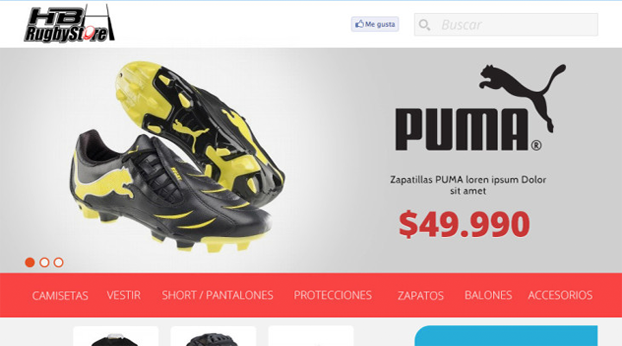 HB
RugbyStore
Me gusta
Buscar
PUMA®
Zapatillas PUMA loren ipsum Dolor
sit amet
$49.990
CAMISETAS VESTIR SHORT / PANTALONES PROTECCIONES ZAPATOS BALONES ACCESORIOS